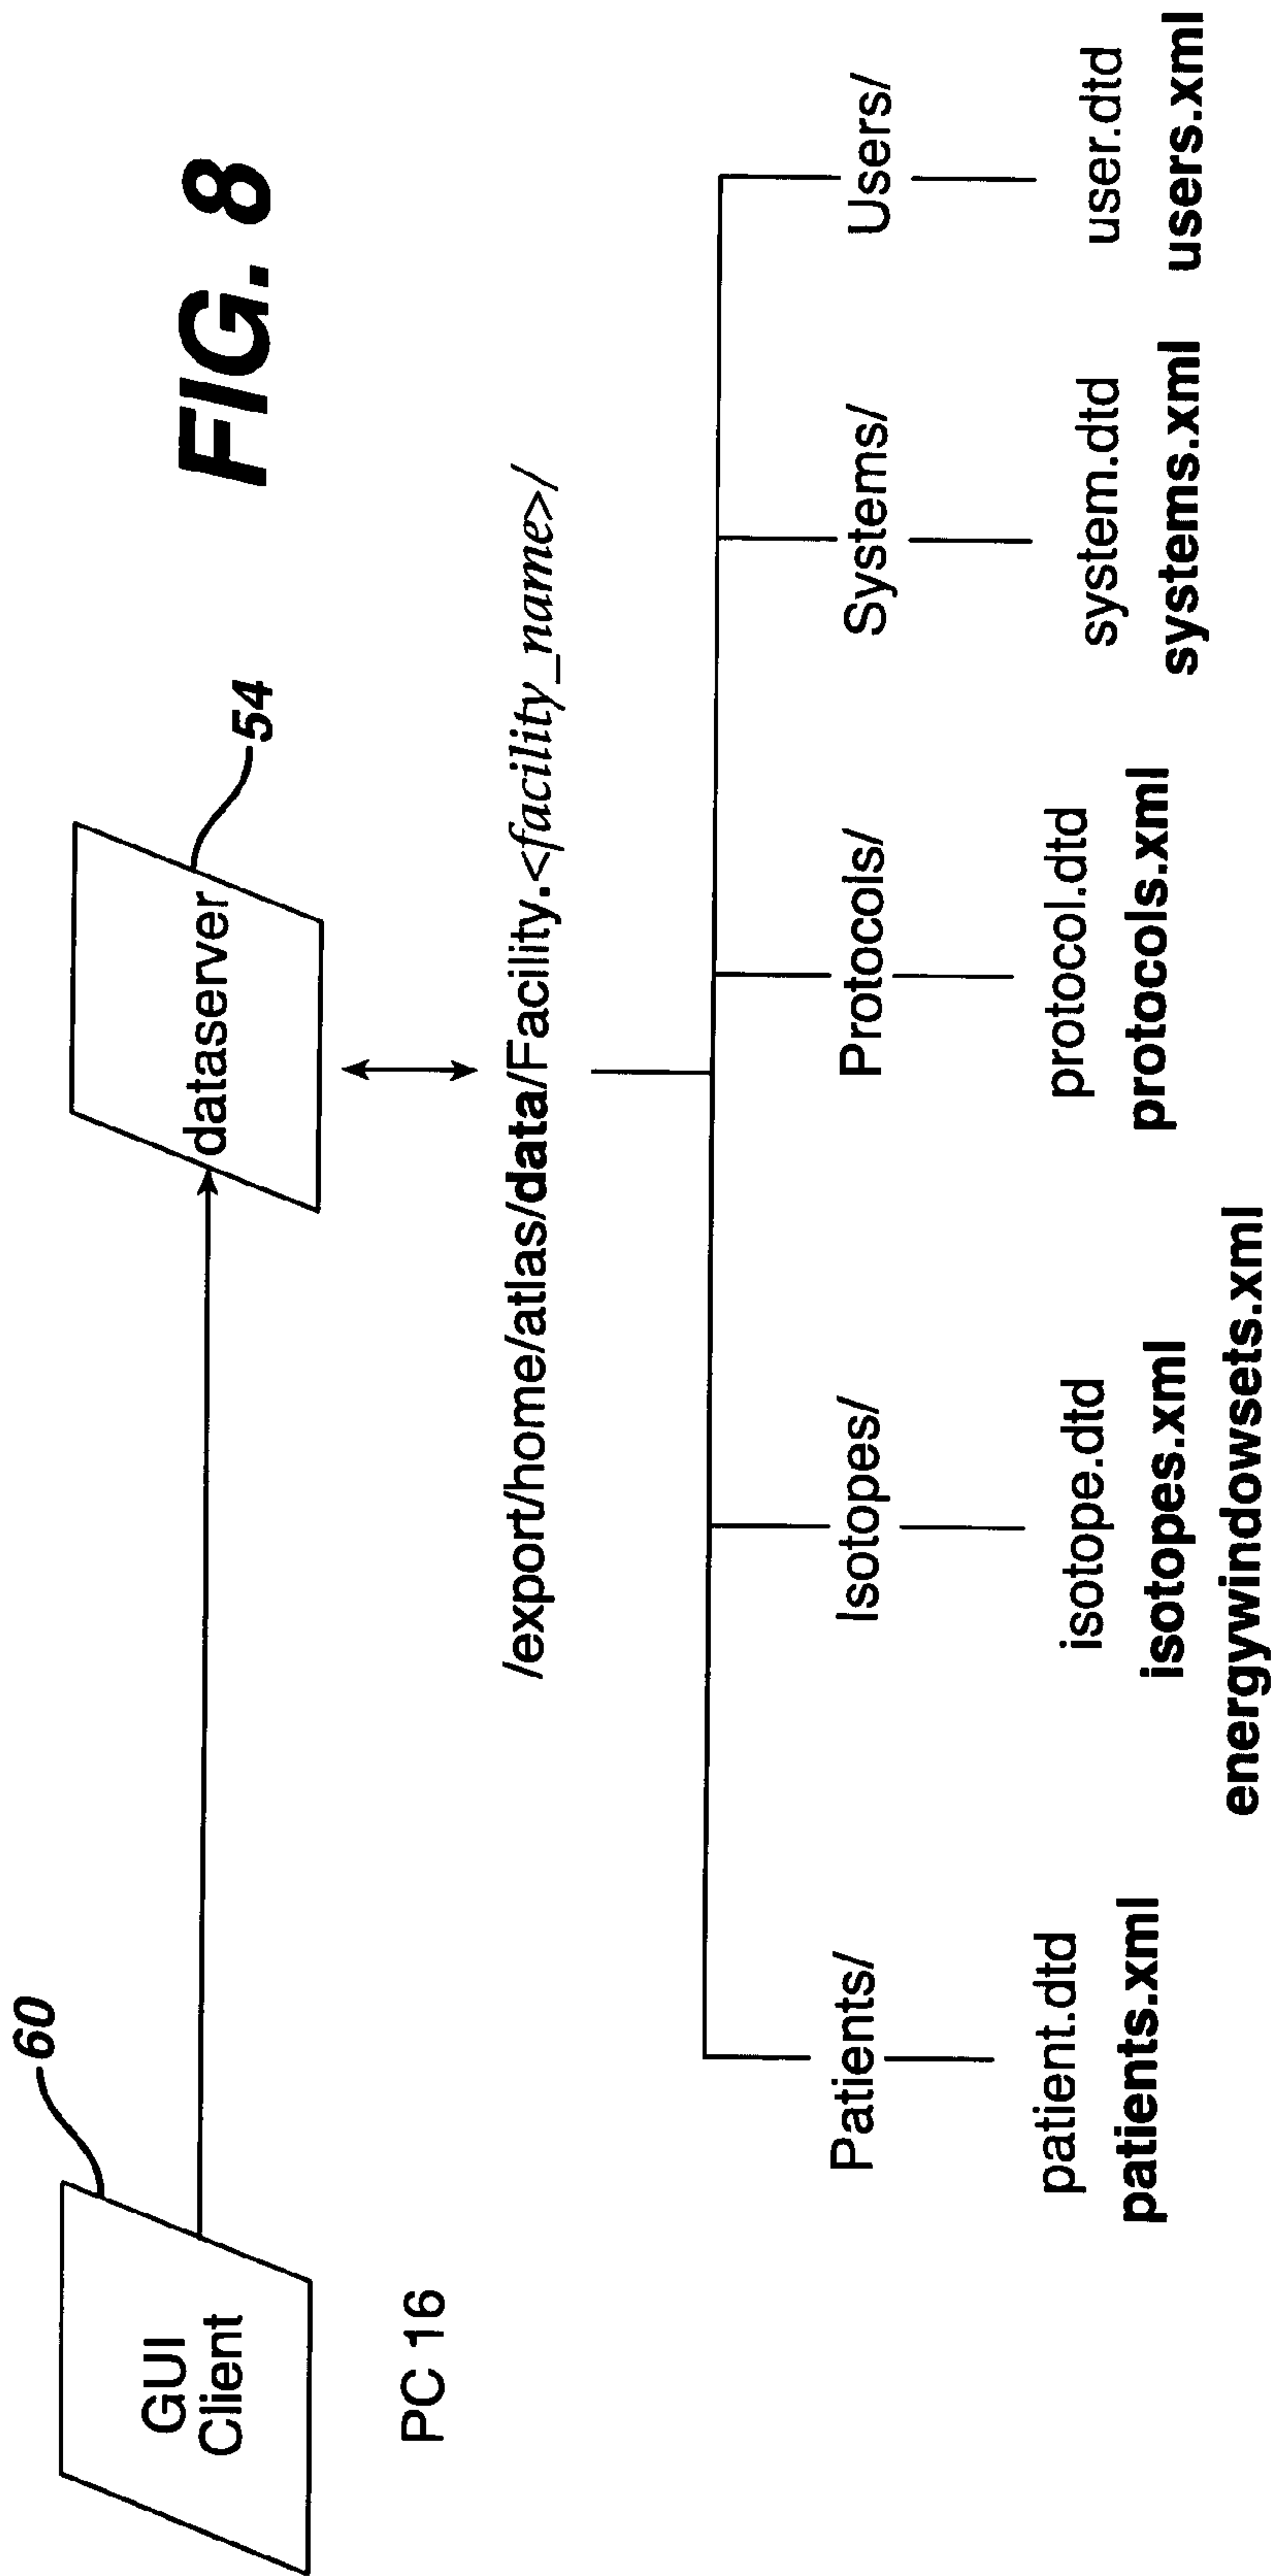 FIG. 8
60
54
GUI
Client
dataserver
PC 16
/export/home/atlas/data/Facility.<facility_name>/
Patients/
Isotopes/
Protocols/
Systems/
Users/
patient.dtd
patients.xml
isotope.dtd
isotopes.xml
energywindowsets.xml
protocol.dtd
protocols.xml
system.dtd
systems.xml
user.dtd
users.xml